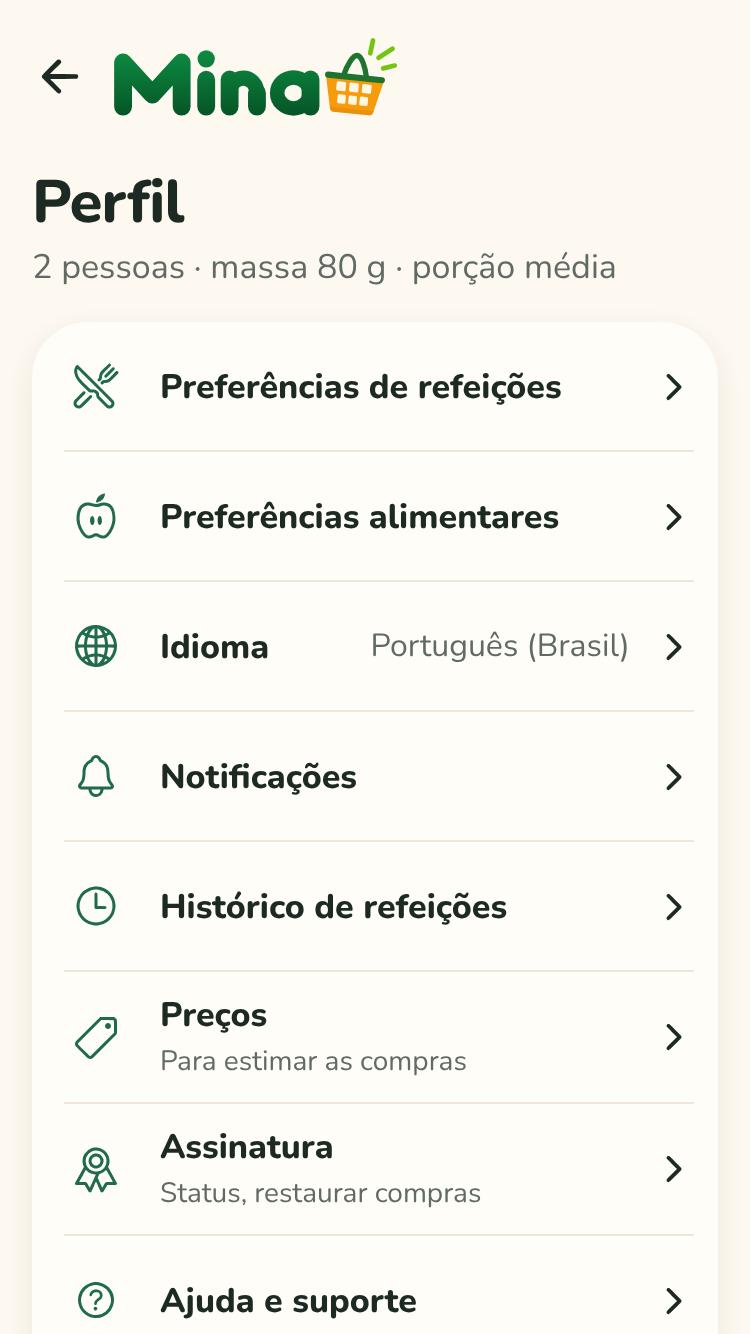 Mina
Perfil
2 pessoas · massa 80 g · porção média
Preferências de refeições
Preferências alimentares
Idioma Português (Brasil)
Notificações
Histórico de refeições
Preços
Para estimar as compras
Assinatura
Status, restaurar compras
Ajuda e suporte